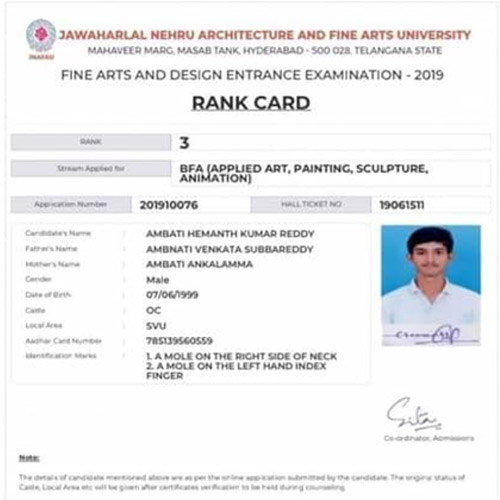 JAWAHARLAL NEHRU ARCHITECTURE AND FINE ARTS UNIVERSITY
MAHAVEER MARG, MASAB TANK, HYDERABAD - 500 028, TELANGANA STATE
JNAFAU
FINE ARTS AND DESIGN ENTRANCE EXAMINATION - 2019
RANK CARD
RANK 3
Stream Applied for BFA (APPLIED ART, PAINTING, SCULPTURE, ANIMATION)
Application Number 201910076 HALL TICKET NO 19061511
Candidate's Name : AMBATI HEMANTH KUMAR REDDY
Father's Name : AMBNATI VENKATA SUBBAREDDY
Mother's Name : AMBATI ANKALAMMA
Gender : Male
Date of Birth : 07/06/1999
Caste : OC
Local Area : SVU
Aadhar Card Number : 785139560559
Identification Marks : 1. A MOLE ON THE RIGHT SIDE OF NECK
2. A MOLE ON THE LEFT HAND INDEX
FINGER
Sita
Co-ordinator, Admissions
Note:
The details of candidate mentioned above are as per the online application submitted by the candidate. The original status of
Caste, Local Area etc will be given after certificates verification to be held during counseling.